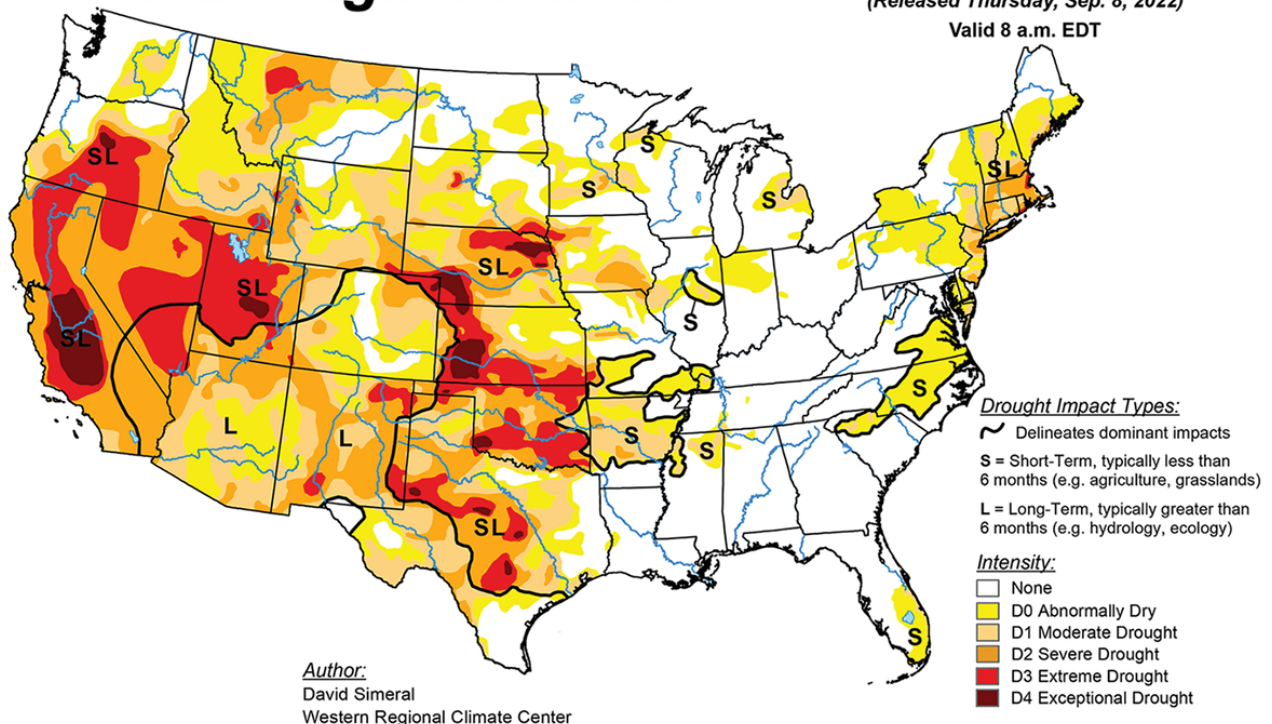 (Released Thursday, Sep. 8, 2022)
Valid 8 a.m. EDT
SL
S
SL
S
S
SL
SL
S
SL
S
L
L
S
S
SL
S
Drought Impact Types:
Delineates dominant impacts
S = Short-Term, typically less than
6 months (e.g. agriculture, grasslands)
L = Long-Term, typically greater than
6 months (e.g. hydrology, ecology)
Intensity:
None
D0 Abnormally Dry
D1 Moderate Drought
D2 Severe Drought
D3 Extreme Drought
D4 Exceptional Drought
Author:
David Simeral
Western Regional Climate Center